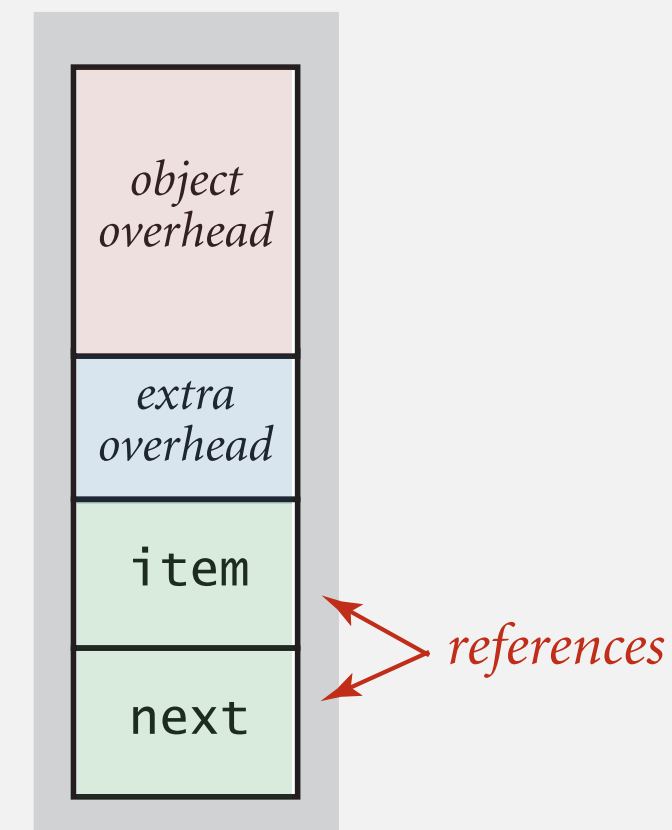 object
overhead
extra
overhead
item
next
references